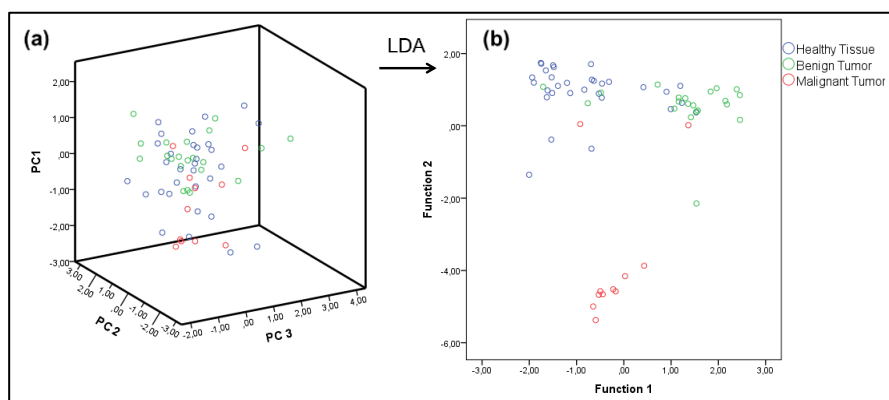 (a)
LDA
(b)
Healthy Tissue
Benign Tumor
Malignant Tumor
PC1
2,00
1,00
,00
-1,00
-2,00
-3,00
3,00
2,00
1,00
,00
-1,00
-2,00
-3,00
PC 2
-2,00
-1,00
,00
1,00
2,00
3,00
4,00
PC 3
Function 2
2,00
,00
-2,00
-4,00
-6,00
-3,00
-2,00
-1,00
,00
1,00
2,00
3,00
Function 1